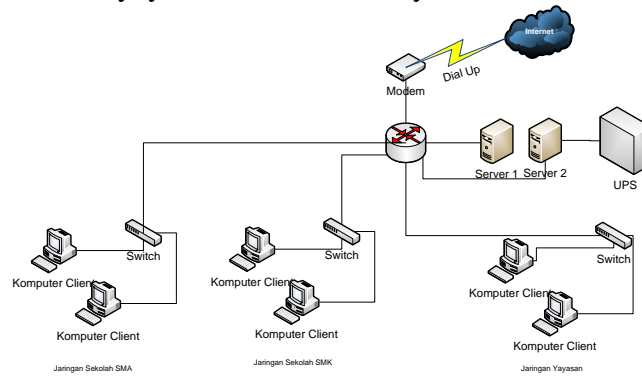 Internet
Dial Up
Modem
Server 1
Server 2
UPS
Switch
Switch
Switch
Komputer Client
Komputer Client
Komputer Client
Komputer Client
Komputer Client
Komputer Client
Jaringan Sekolah SMA
Jaringan Sekolah SMK
Jaringan Yayasan